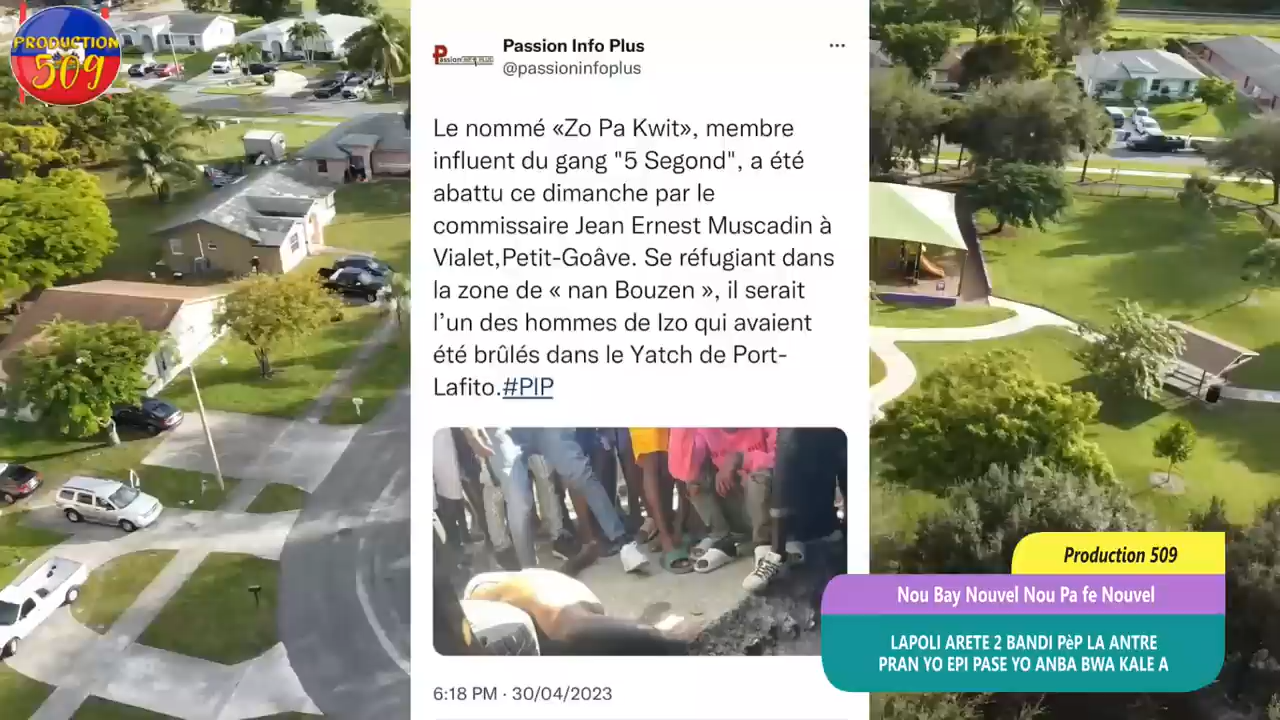 PRODUCTION
509
Passion INFO PLUS
Passion Info Plus
@passioninfoplus
Le nommé «Zo Pa Kwit», membre
influent du gang "5 Segond", a été
abattu ce dimanche par le
commissaire Jean Ernest Muscadin à
Vialet,Petit-Goâve. Se réfugiant dans
la zone de « nan Bouzen », il serait
l’un des hommes de Izo qui avaient
été brûlés dans le Yatch de Port-
Lafito.#PIP
6:18 PM · 30/04/2023
Production 509
Nou Bay Nouvel Nou Pa fe Nouvel
LAPOLI ARETE 2 BANDI PèP LA ANTRE
PRAN YO EPI PASE YO ANBA BWA KALE A